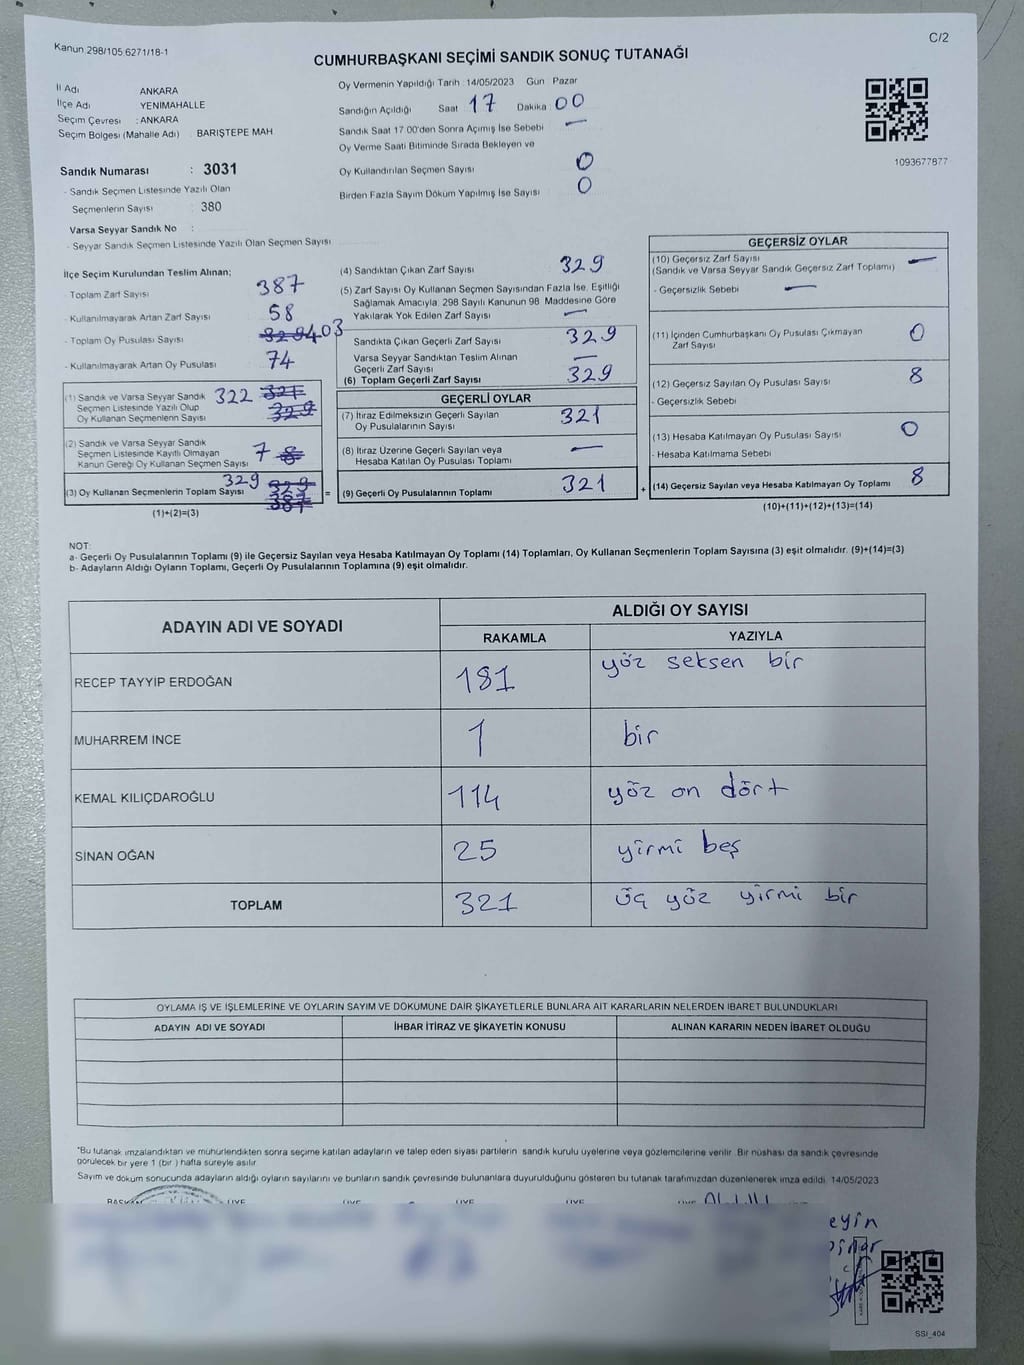 Kanun 298/105 6271/18-1
C/2
CUMHURBAŞKANI SEÇİMİ SANDIK SONUÇ TUTANAĞI
İl Adı ANKARA
İlçe Adı YENIMAHALLE
Seçim Çevresi : ANKARA
Seçim Bölgesi (Mahalle Adı) BARIŞTEPE MAH
Sandık Numarası : 3031
- Sandık Seçmen Listesinde Yazılı Olan
Seçmenlerin Sayısı 380
Varsa Seyyar Sandık No :
- Seyyar Sandık Seçmen Listesinde Yazılı Olan Seçmen Sayısı
Oy Vermenin Yapıldığı Tarih 14/05/2023 Gün Pazar
Sandığın Açıldığı Saat 17 Dakika 00
Sandık Saat 17 00'den Sonra Açımış İse Sebebi —
Oy Verme Saati Bitiminde Sırada Bekleyen ve
Oy Kullandırılan Seçmen Sayısı 0
Birden Fazla Sayım Döküm Yapılmış İse Sayısı 0
1093677877
İlçe Seçim Kurulundan Teslim Alınan;
- Toplam Zarf Sayısı 387
- Kullanılmayarak Artan Zarf Sayısı 58
- Toplam Oy Pusulası Sayısı 329 403
- Kullanılmayarak Artan Oy Pusulası 74
(1) Sandık ve Varsa Seyyar Sandık 322 321
Seçmen Listesinde Yazılı Olup 329
Oy Kullanan Seçmenlerin Sayısı
(2) Sandık ve Varsa Seyyar Sandık
Seçmen Listesinde Kayıtlı Olmayan 7 8
Kanun Gereği Oy Kullanan Seçmen Sayısı
(3) Oy Kullanan Seçmenlerin Toplam Sayısı 329 329
(1)+(2)=(3)
(4) Sandıktan Çıkan Zarf Sayısı 329
(5) Zarf Sayısı Oy Kullanan Seçmen Sayısından Fazla İse, Eşitliği
Sağlamak Amacıyla, 298 Sayılı Kanunun 98. Maddesine Göre
Yakılarak Yok Edilen Zarf Sayısı —
Sandıkta Çıkan Geçerli Zarf Sayısı 329
Varsa Seyyar Sandıktan Teslim Alınan
Geçerli Zarf Sayısı —
(6) Toplam Geçerli Zarf Sayısı 329
GEÇERLİ OYLAR
(7) İtiraz Edilmeksizin Geçerli Sayılan
Oy Pusulalarının Sayısı 321
(8) İtiraz Üzerine Geçerli Sayılan veya
Hesaba Katılan Oy Pusulası Toplamı —
= (9) Geçerli Oy Pusulalarının Toplamı 321 +
GEÇERSİZ OYLAR
(10) Geçersiz Zarf Sayısı —
(Sandık ve Varsa Seyyar Sandık Geçersiz Zarf Toplamı)
- Geçersizlik Sebebi —
(11) İçinden Cumhurbaşkanı Oy Pusulası Çıkmayan 0
Zarf Sayısı
(12) Geçersiz Sayılan Oy Pusulası Sayısı 8
- Geçersizlik Sebebi
(13) Hesaba Katılmayan Oy Pusulası Sayısı 0
- Hesaba Katılmama Sebebi
(14) Geçersiz Sayılan veya Hesaba Katılmayan Oy Toplamı 8
(10)+(11)+(12)+(13)=(14)
NOT:
a- Geçerli Oy Pusulalarının Toplamı (9) ile Geçersiz Sayılan veya Hesaba Katılmayan Oy Toplamı (14) Toplamları, Oy Kullanan Seçmenlerin Toplam Sayısına (3) eşit olmalıdır. (9)+(14)=(3)
b- Adayların Aldığı Oyların Toplamı, Geçerli Oy Pusulalarının Toplamına (9) eşit olmalıdır.
ADAYIN ADI VE SOYADI ALDIĞI OY SAYISI
RAKAMLA YAZIYLA
RECEP TAYYIP ERDOĞAN 181 yöz seksen bir
MUHARREM INCE 1 bir
KEMAL KILIÇDAROĞLU 114 yöz on dört
SİNAN OĞAN 25 yirmi beş
TOPLAM 321 üç yöz yirmi bir
OYLAMA İŞ VE İŞLEMLERINE VE OYLARIN SAYIM VE DÖKÜMÜNE DAİR ŞİKAYETLERLE BUNLARA AİT KARARLARIN NELERDEN İBARET BULUNDUKLARI
ADAYIN ADI VE SOYADI İHBAR İTİRAZ VE ŞİKAYETİN KONUSU ALINAN KARARIN NEDEN İBARET OLDUĞU
*Bu tutanak imzalandıktan ve mühürlendikten sonra seçime katılan adayların ve talep eden siyasi partilerin sandık kurulu üyelerine veya gözlemcilerine verilir. Bir nüshası da sandık çevresinde
görülecek bir yere 1 (bir ) hafta süreyle asılır.
Sayım ve döküm sonucunda adayların aldığı oyların sayılarını ve bunların sandık çevresinde bulunanlara duyurulduğunu gösteren bu tutanak tarafımızdan düzenlenerek imza edildi. 14/05/2023
eyin
SSI_404